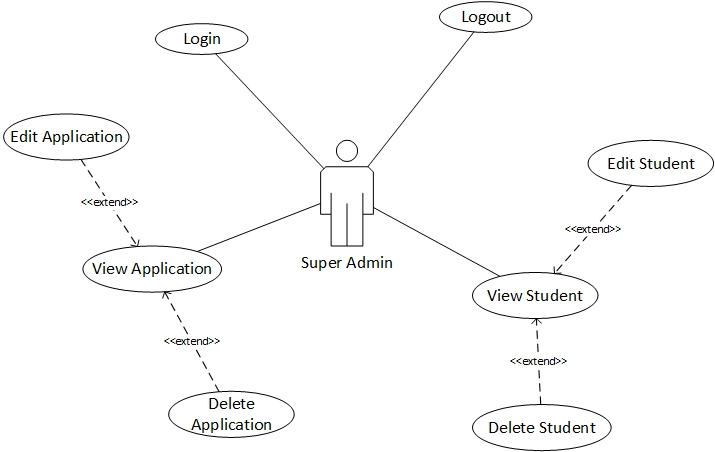 Logout
Login
Edit Application
Edit Student
<<extend>>
<<extend>>
Super Admin
View Application
View Student
<<extend>>
<<extend>>
Delete
Application
Delete Student